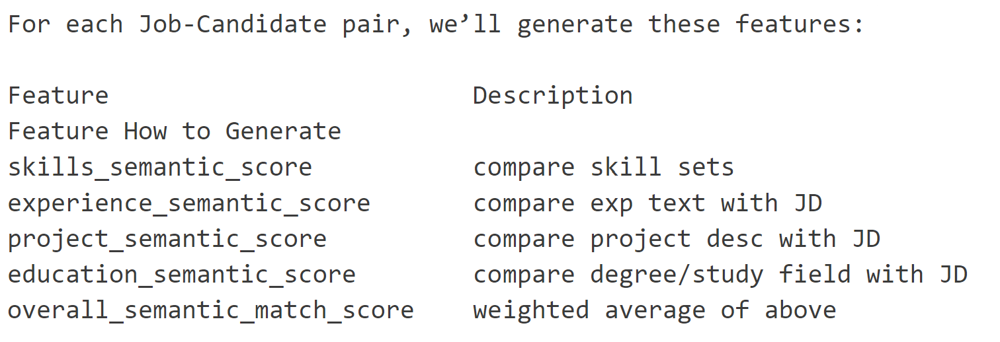 For each Job-Candidate pair, we’ll generate these features:
Feature Description
Feature How to Generate
skills_semantic_score compare skill sets
experience_semantic_score compare exp text with JD
project_semantic_score compare project desc with JD
education_semantic_score compare degree/study field with JD
overall_semantic_match_score weighted average of above